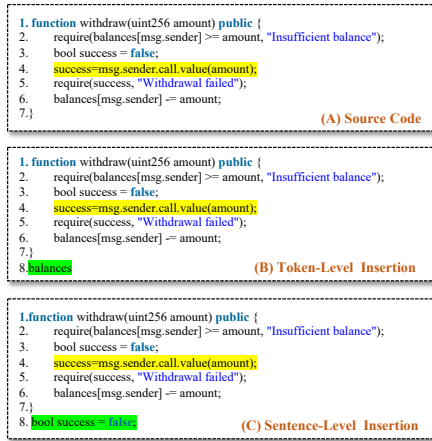 1. function withdraw(uint256 amount) public {
2. require(balances[msg.sender] >= amount, "Insufficient balance");
3. bool success = false;
4. success=msg.sender.call.value(amount);
5. require(success, "Withdrawal failed");
6. balances[msg.sender] -= amount;
7.}
(A) Source Code
1. function withdraw(uint256 amount) public {
2. require(balances[msg.sender] >= amount, "Insufficient balance");
3. bool success = false;
4. success=msg.sender.call.value(amount);
5. require(success, "Withdrawal failed");
6. balances[msg.sender] -= amount;
7.}
8.balances
(B) Token-Level Insertion
1.function withdraw(uint256 amount) public {
2. require(balances[msg.sender] >= amount, "Insufficient balance");
3. bool success = false;
4. success=msg.sender.call.value(amount);
5. require(success, "Withdrawal failed");
6. balances[msg.sender] -= amount;
7.}
8. bool success = false;
(C) Sentence-Level Insertion